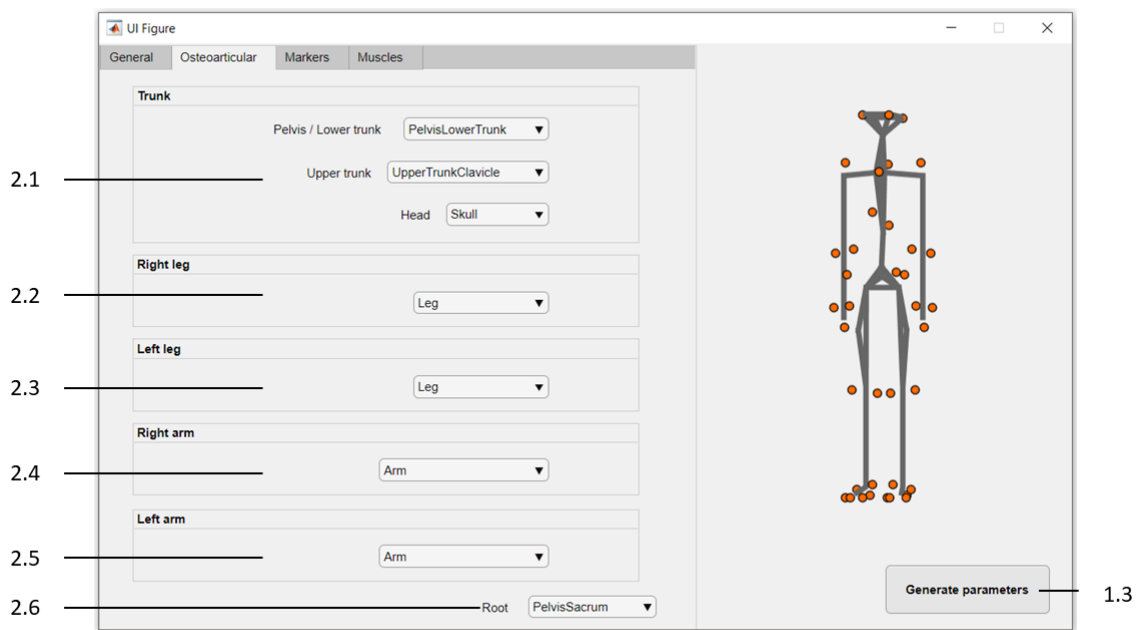 UI Figure
General Osteoarticular Markers Muscles
Trunk
Pelvis / Lower trunk PelvisLowerTrunk
2.1 Upper trunk UpperTrunkClavicle
Head Skull
Right leg
2.2 Leg
Left leg
2.3 Leg
Right arm
2.4 Arm
Left arm
2.5 Arm
Generate parameters 1.3
2.6 Root PelvisSacrum